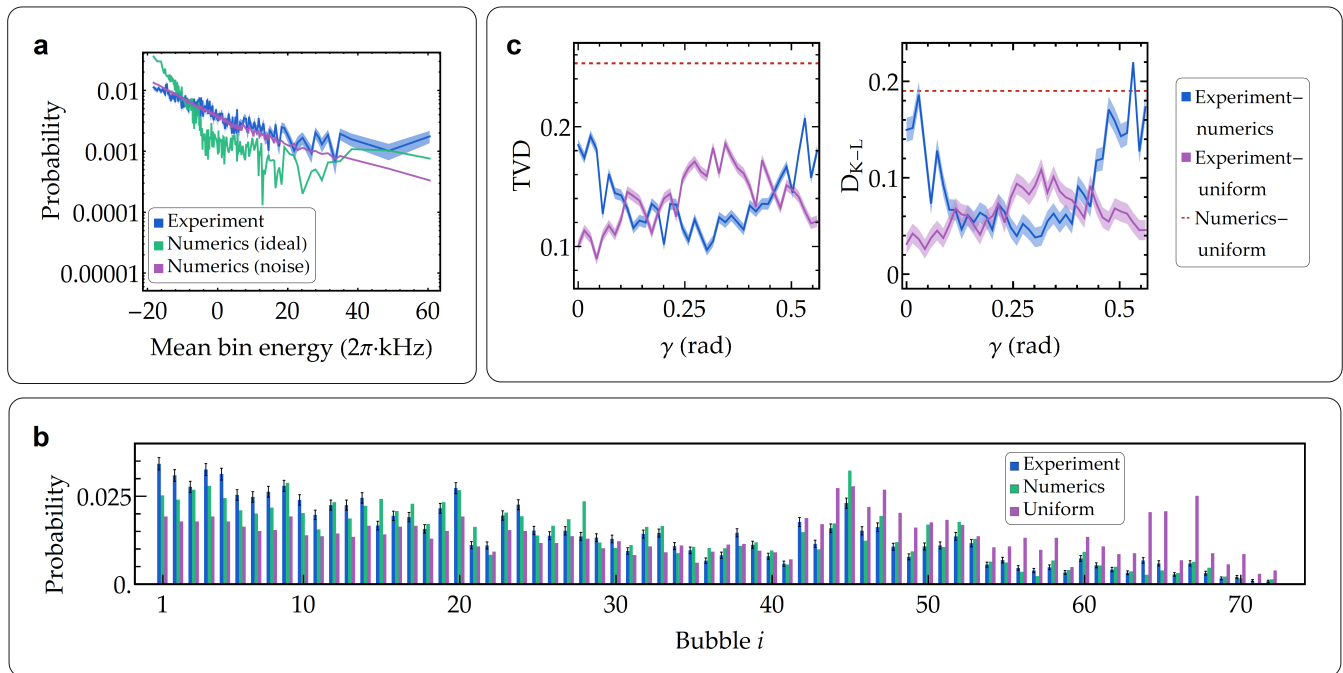 a
Probability
0.01
0.001
0.0001
0.00001
Experiment
Numerics (ideal)
Numerics (noise)
−20
0
20
40
60
Mean bin energy (2π·kHz)
c
TVD
0.2
0.1
0
0.25
0.5
γ (rad)
D_K−L
0.2
0.1
0
0
0.25
0.5
γ (rad)
Experiment−
numerics
Experiment−
uniform
Numerics−
uniform
b
Probability
0.025
0.
Experiment
Numerics
Uniform
1
10
20
30
40
50
60
70
Bubble i